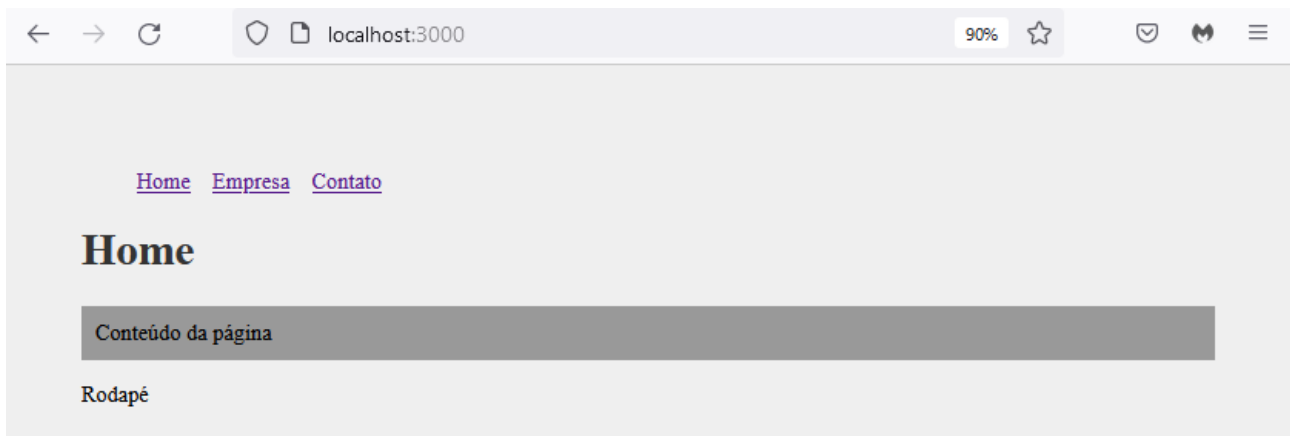 localhost:3000
90%
Home Empresa Contato
Home
Conteúdo da página
Rodapé